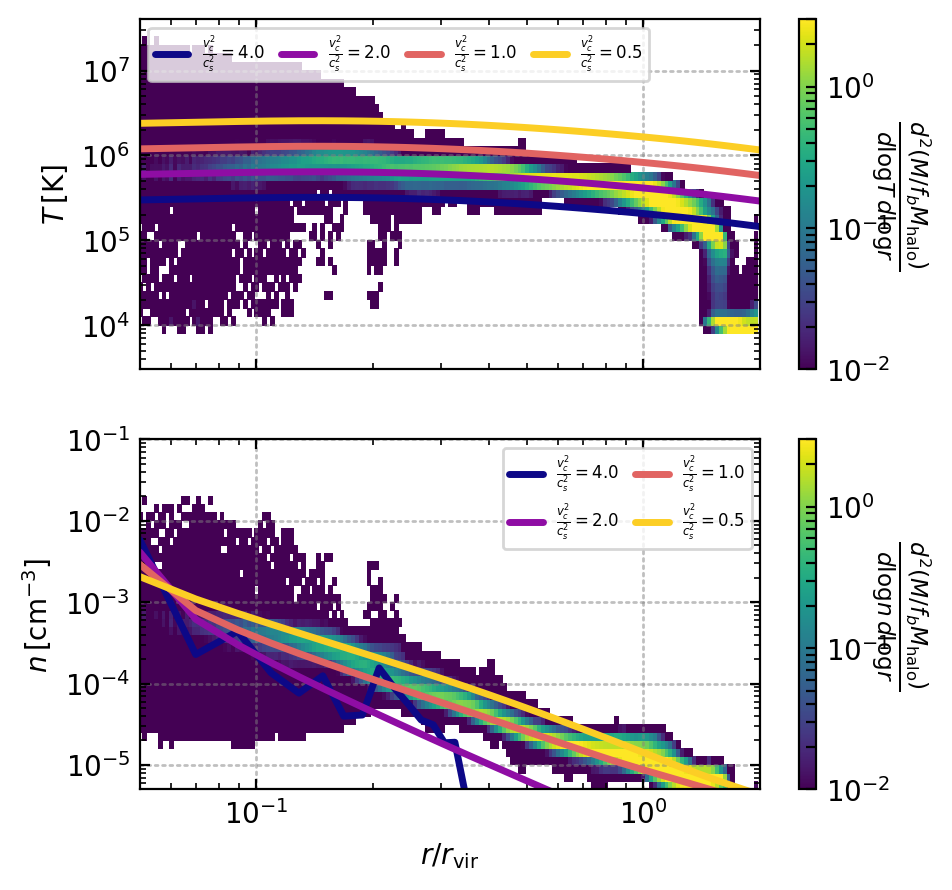 v_c^2/c_s^2 = 4.0 v_c^2/c_s^2 = 2.0 v_c^2/c_s^2 = 1.0 v_c^2/c_s^2 = 0.5
T [K]
10^7
10^6
10^5
10^4
10^0
10^-1
10^-2
d^2(M/f_b M_halo)
dlogT dlogr
v_c^2/c_s^2 = 4.0 v_c^2/c_s^2 = 1.0
v_c^2/c_s^2 = 2.0 v_c^2/c_s^2 = 0.5
n [cm^-3]
10^-1
10^-2
10^-3
10^-4
10^-5
10^-1 10^0
r/r_vir
10^0
10^-1
10^-2
d^2(M/f_b M_halo)
dlogn dlogr